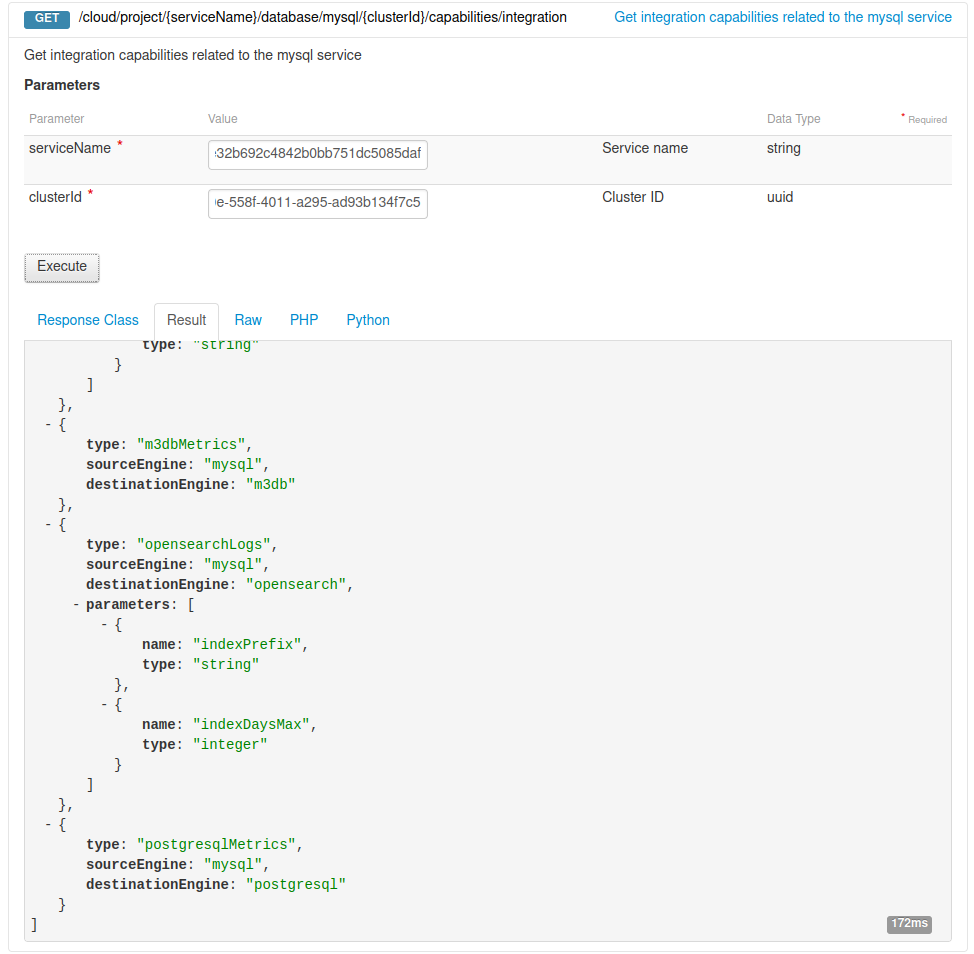 GET /cloud/project/{serviceName}/database/mysql/{clusterId}/capabilities/integration Get integration capabilities related to the mysql service
Get integration capabilities related to the mysql service
Parameters
Parameter Value Data Type * Required
serviceName * 32b692c4842b0bb751dc5085daf Service name string
clusterId * e-558f-4011-a295-ad93b134f7c5 Cluster ID uuid
Execute
Response Class Result Raw PHP Python
type: "string"
}
]
},
- {
type: "m3dbMetrics",
sourceEngine: "mysql",
destinationEngine: "m3db"
},
- {
type: "opensearchLogs",
sourceEngine: "mysql",
destinationEngine: "opensearch",
- parameters: [
- {
name: "indexPrefix",
type: "string"
},
- {
name: "indexDaysMax",
type: "integer"
}
]
},
- {
type: "postgresqlMetrics",
sourceEngine: "mysql",
destinationEngine: "postgresql"
}
]
172ms